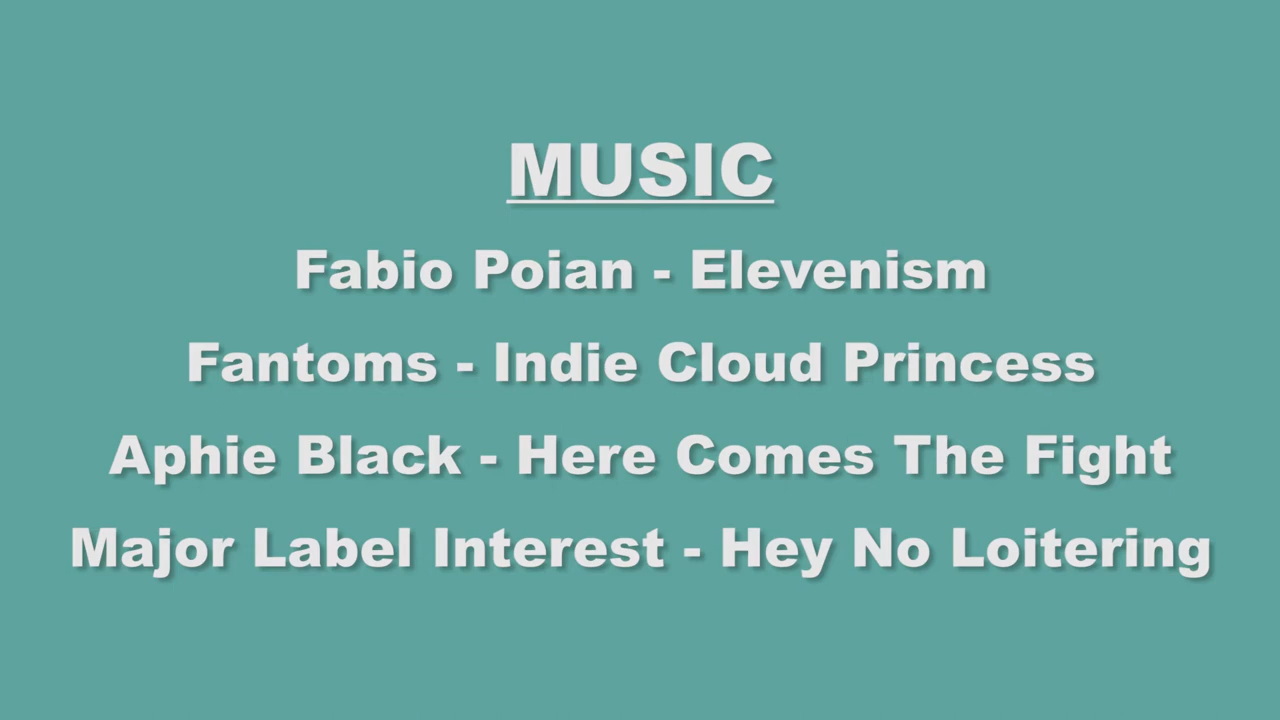 MUSIC
Fabio Poian - Elevenism
Fantoms - Indie Cloud Princess
Aphie Black - Here Comes The Fight
Major Label Interest - Hey No Loitering